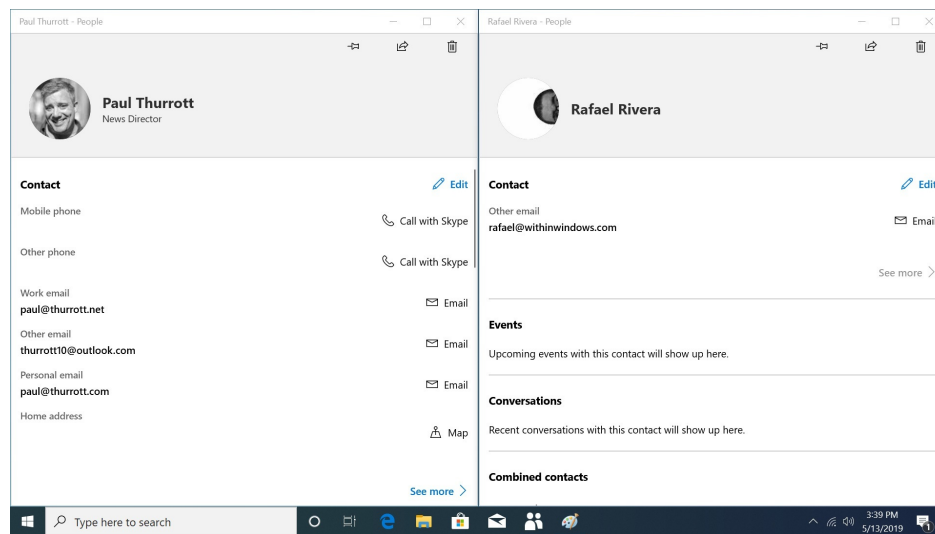 Paul Thurrott - People
Paul Thurrott
News Director
Contact
Edit
Mobile phone
Call with Skype
Other phone
Call with Skype
Work email
paul@thurrott.net
Email
Other email
thurrott10@outlook.com
Email
Personal email
paul@thurrott.com
Email
Home address
Map
See more
Rafael Rivera - People
Rafael Rivera
Contact
Edit
Other email
rafael@withinwindows.com
Email
See more
Events
Upcoming events with this contact will show up here.
Conversations
Recent conversations with this contact will show up here.
Combined contacts
Type here to search
3:39 PM
5/13/2019
1